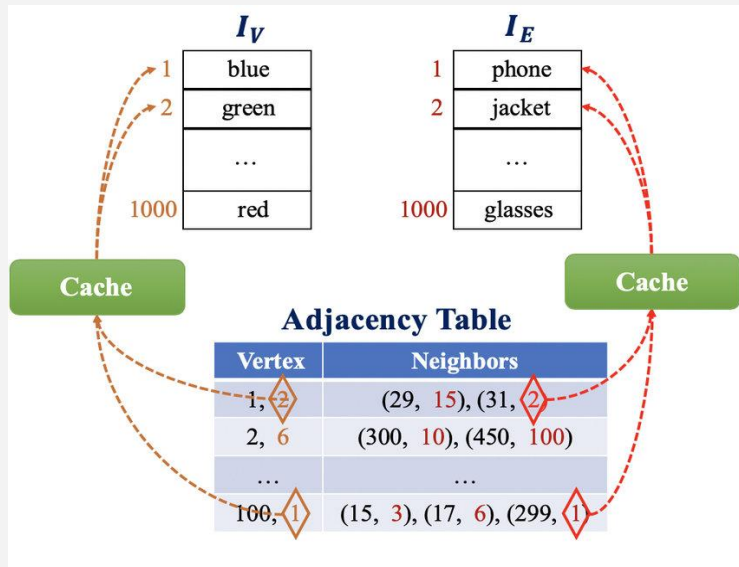 I_V
1 blue
2 green
…
1000 red
I_E
1 phone
2 jacket
…
1000 glasses
Cache
Cache
Adjacency Table
Vertex Neighbors
1, 2 (29, 15), (31, 2)
2, 6 (300, 10), (450, 100)
… …
100, 1 (15, 3), (17, 6), (299, 1)